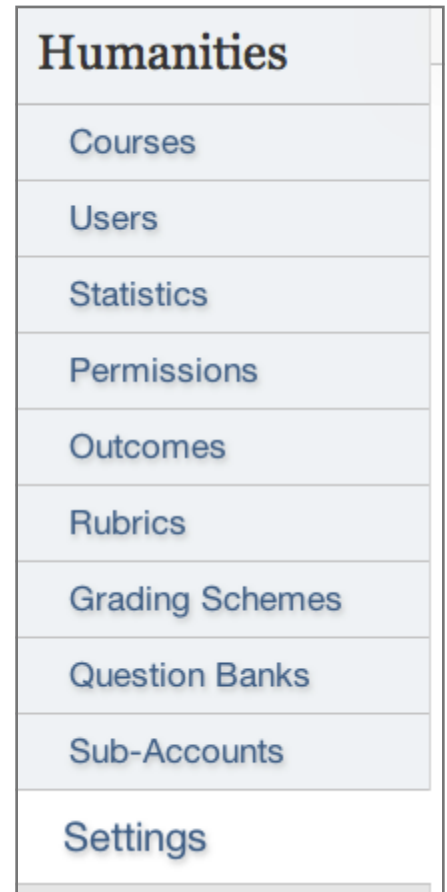 Humanities
Courses
Users
Statistics
Permissions
Outcomes
Rubrics
Grading Schemes
Question Banks
Sub-Accounts
Settings